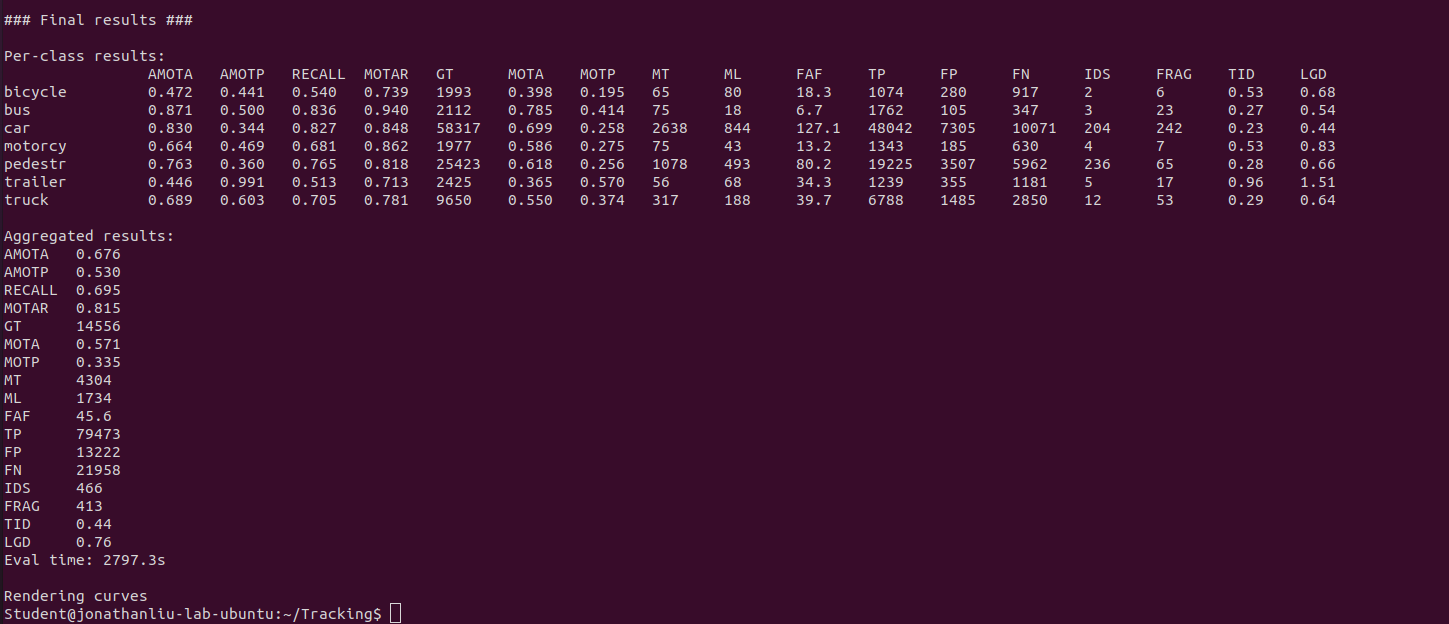 ### Final results ###
Per-class results:
AMOTA AMOTP RECALL MOTAR GT MOTA MOTP MT ML FAF TP FP FN IDS FRAG TID LGD
bicycle 0.472 0.441 0.540 0.739 1993 0.398 0.195 65 80 18.3 1074 280 917 2 6 0.53 0.68
bus 0.871 0.500 0.836 0.940 2112 0.785 0.414 75 18 6.7 1762 105 347 3 23 0.27 0.54
car 0.830 0.344 0.827 0.848 58317 0.699 0.258 2638 844 127.1 48042 7305 10071 204 242 0.23 0.44
motorcy 0.664 0.469 0.681 0.862 1977 0.586 0.275 75 43 13.2 1343 185 630 4 7 0.53 0.83
pedestr 0.763 0.360 0.765 0.818 25423 0.618 0.256 1078 493 80.2 19225 3507 5962 236 65 0.28 0.66
trailer 0.446 0.991 0.513 0.713 2425 0.365 0.570 56 68 34.3 1239 355 1181 5 17 0.96 1.51
truck 0.689 0.603 0.705 0.781 9650 0.550 0.374 317 188 39.7 6788 1485 2850 12 53 0.29 0.64
Aggregated results:
AMOTA 0.676
AMOTP 0.530
RECALL 0.695
MOTAR 0.815
GT 14556
MOTA 0.571
MOTP 0.335
MT 4304
ML 1734
FAF 45.6
TP 79473
FP 13222
FN 21958
IDS 466
FRAG 413
TID 0.44
LGD 0.76
Eval time: 2797.3s
Rendering curves
Student@jonathanliu-lab-ubuntu:~/Tracking$